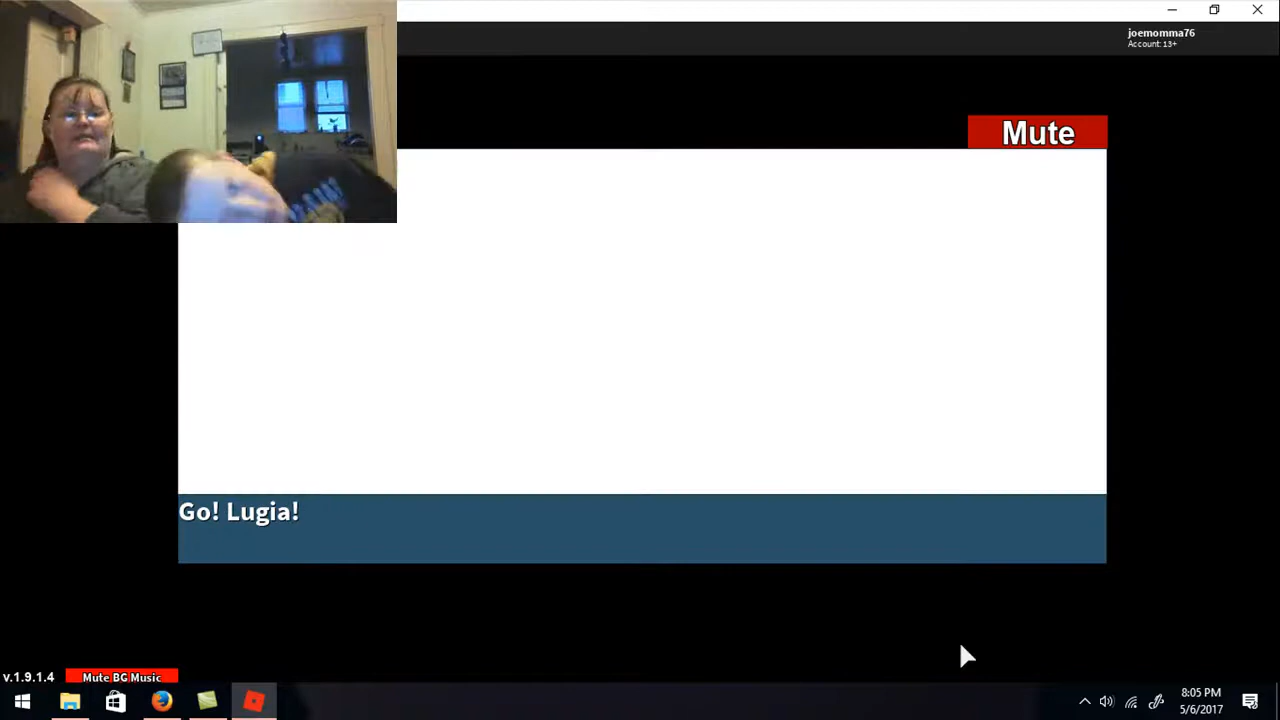 joemomma76
Account: 13+
Mute
Go! Lugia!
v.1.9.1.4
Mute BG Music
8:05 PM
5/6/2017